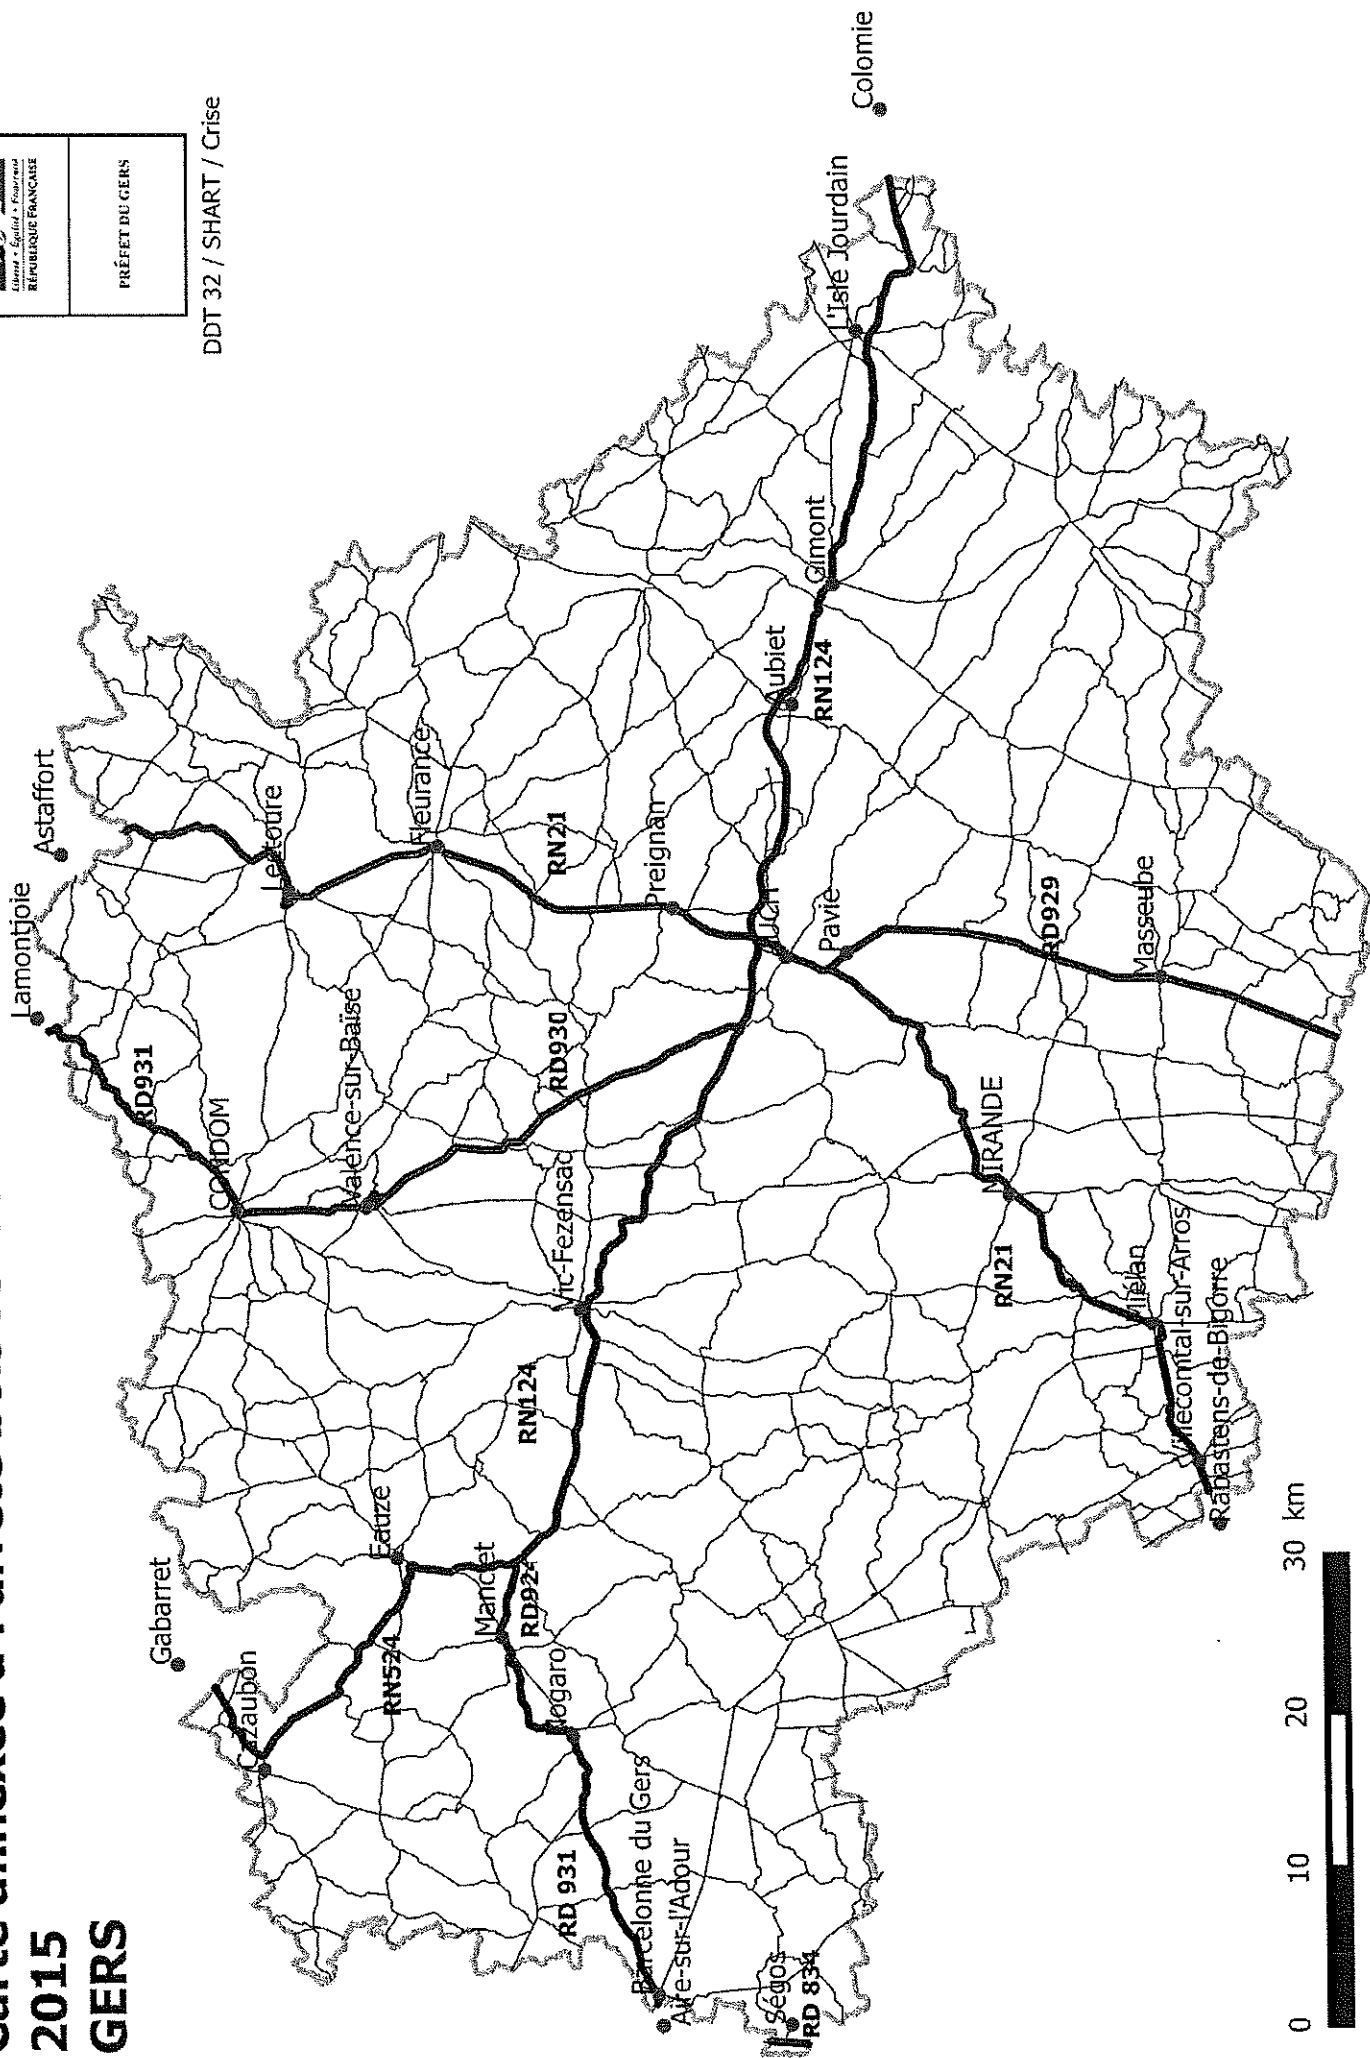 2015
GERS
Liberté • Égalité • Fraternité
RÉPUBLIQUE FRANÇAISE
PRÉFET DU GERS
DDT 32 / SHART / Crise
Lamontjoie
Astaffort
RD931
CONDOM
Lectoure
Gabarret
Cazaubon
Valence-sur-Baïse
Fleurance
Eauze
RN524
Manciet
RD924
RN124
Vic-Fezensac
RD930
RN21
Preignan
Nogaro
RD 931
Barcelonne du Gers
Aire-sur-l'Adour
Ségos
RD 834
AUCH
Pavie
Aubiet
RN124
Gimont
L'Isle Jourdain
Colomie
MIRANDE
RN21
RD929
Masseube
Miélan
Villecomtal-sur-Arros
Rabastens-de-Bigorre
0 10 20 30 km